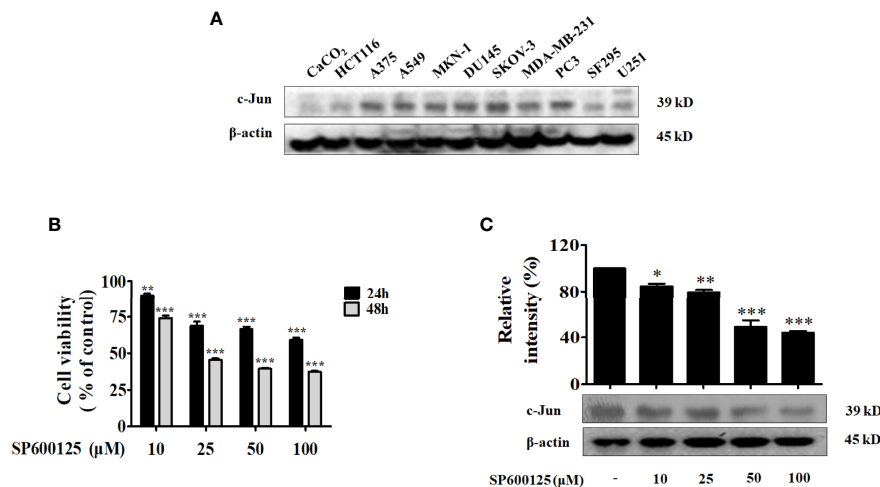 A
CaCO₂ HCT116 A375 A549 MKN-1 DU145 SKOV-3 MDA-MB-231 PC3 SF295 U251
c-Jun 39 kD
β-actin 45 kD
B
100
75
50
25
0
Cell viability
( % of control)
24h
48h
** *** *** *** *** *** *** ***
SP600125 (µM) 10 25 50 100
C
120
80
40
0
Relative
intensity (%)
* ** *** ***
c-Jun 39 kD
β-actin 45 kD
SP600125 (µM) - 10 25 50 100